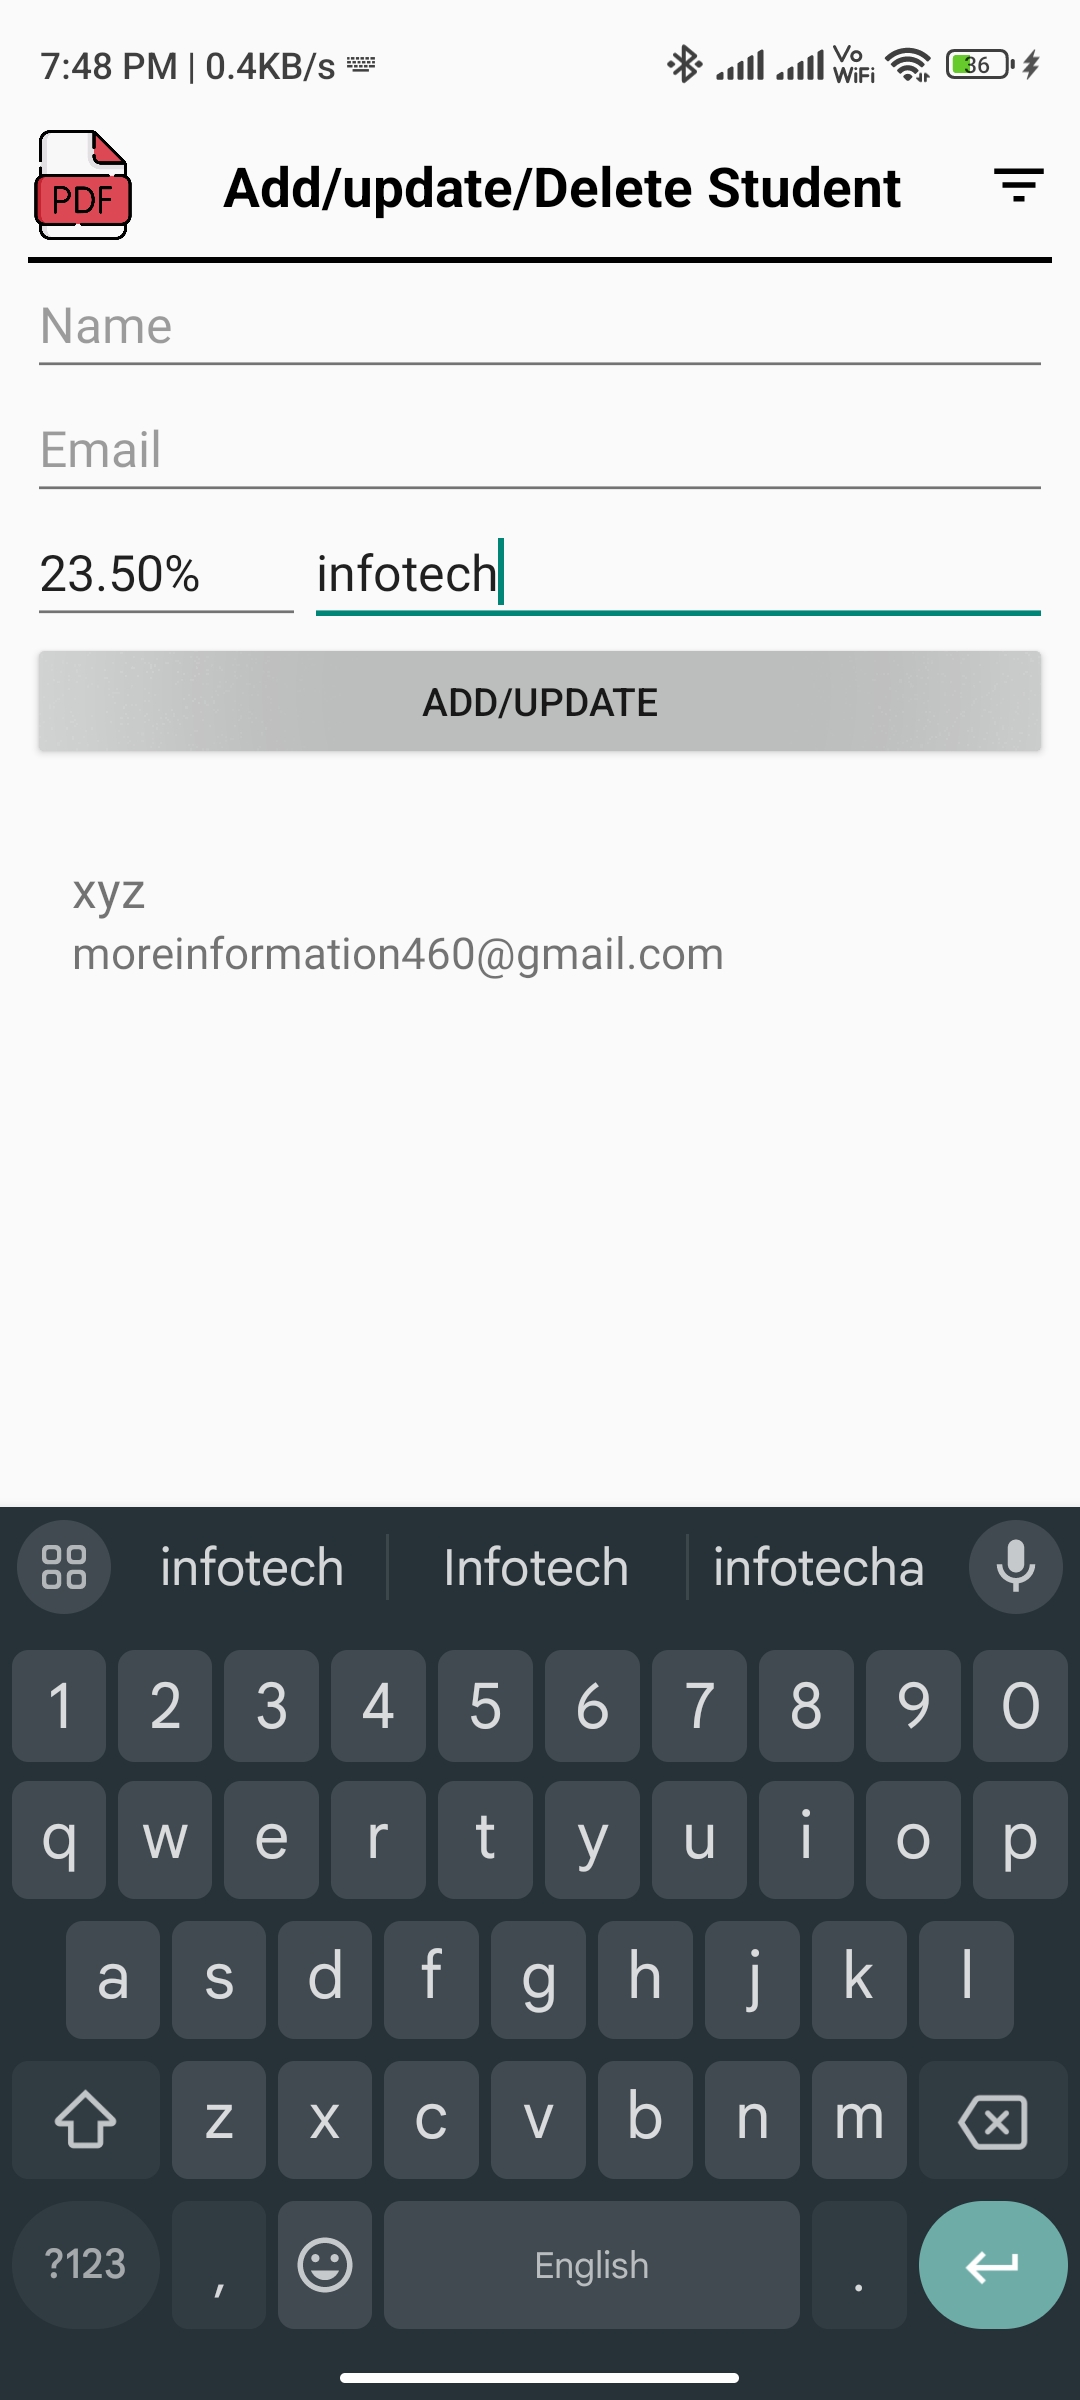 7:48 PM | 0.4KB/s Vo WiFi 36
PDF Add/update/Delete Student
Name
Email
23.50% infotech
ADD/UPDATE
xyz
moreinformation460@gmail.com
infotech Infotech infotecha
1 2 3 4 5 6 7 8 9 0
q w e r t y u i o p
a s d f g h j k l
z x c v b n m
?123 , English .